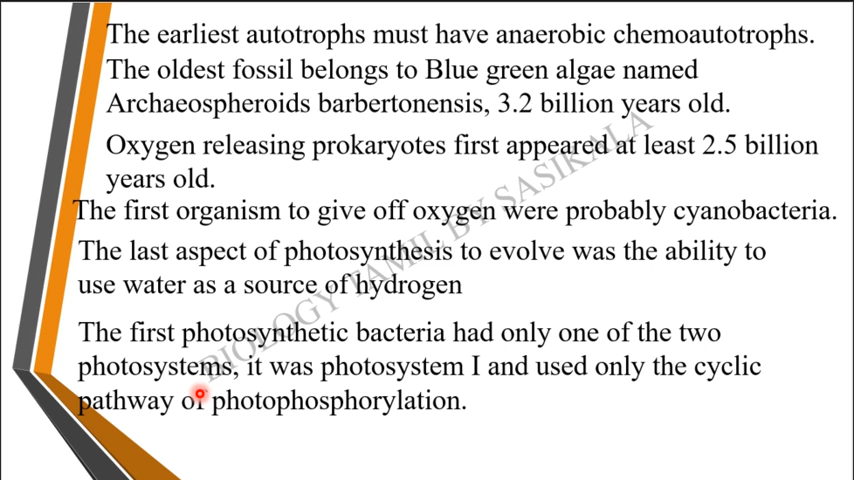 The earliest autotrophs must have anaerobic chemoautotrophs.
The oldest fossil belongs to Blue green algae named
Archaeospheroids barbertonensis, 3.2 billion years old.
Oxygen releasing prokaryotes first appeared at least 2.5 billion
years old.
The first organism to give off oxygen were probably cyanobacteria.
The last aspect of photosynthesis to evolve was the ability to
use water as a source of hydrogen
The first photosynthetic bacteria had only one of the two
photosystems, it was photosystem I and used only the cyclic
pathway of photophosphorylation.
BIOLOGY TAMIL BY SASIKALA